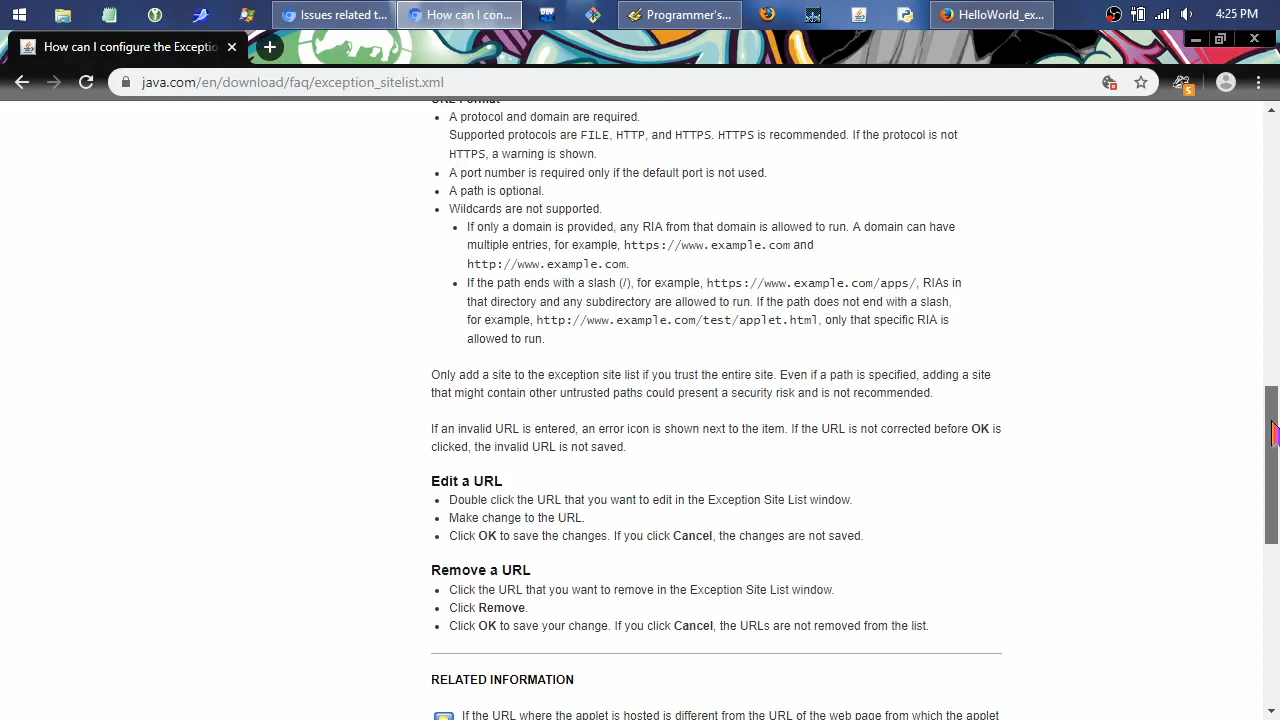 Issues related t...
How can I con...
Programmer's...
HelloWorld_ex...
4:25 PM
How can I configure the Exceptio
java.com/en/download/faq/exception_sitelist.xml
URL Format
• A protocol and domain are required.
Supported protocols are FILE, HTTP, and HTTPS. HTTPS is recommended. If the protocol is not
HTTPS, a warning is shown.
• A port number is required only if the default port is not used.
• A path is optional.
• Wildcards are not supported.
• If only a domain is provided, any RIA from that domain is allowed to run. A domain can have
multiple entries, for example, https://www.example.com and
http://www.example.com.
• If the path ends with a slash (/), for example, https://www.example.com/apps/, RIAs in
that directory and any subdirectory are allowed to run. If the path does not end with a slash,
for example, http://www.example.com/test/applet.html, only that specific RIA is
allowed to run.
Only add a site to the exception site list if you trust the entire site. Even if a path is specified, adding a site
that might contain other untrusted paths could present a security risk and is not recommended.
If an invalid URL is entered, an error icon is shown next to the item. If the URL is not corrected before OK is
clicked, the invalid URL is not saved.
Edit a URL
• Double click the URL that you want to edit in the Exception Site List window.
• Make change to the URL.
• Click OK to save the changes. If you click Cancel, the changes are not saved.
Remove a URL
• Click the URL that you want to remove in the Exception Site List window.
• Click Remove.
• Click OK to save your change. If you click Cancel, the URLs are not removed from the list.
RELATED INFORMATION
If the URL where the applet is hosted is different from the URL of the web page from which the applet